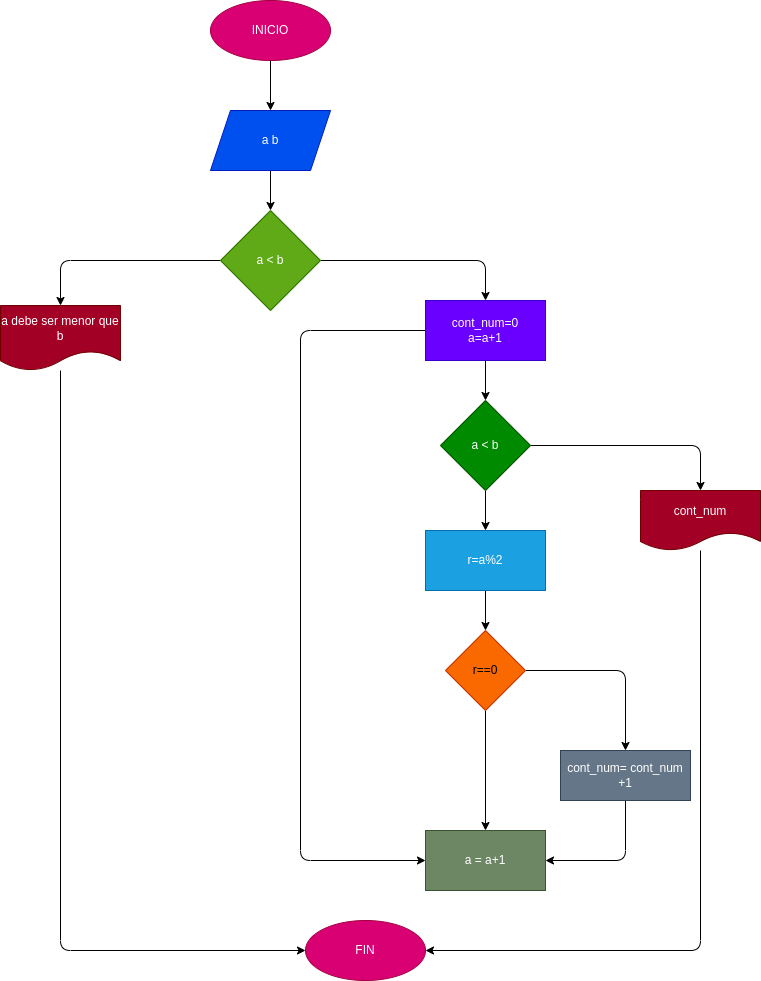 INICIO
a b
a < b
a debe ser menor que
b
cont_num=0
a=a+1
a < b
cont_num
r=a%2
r==0
cont_num= cont_num
+1
a = a+1
FIN